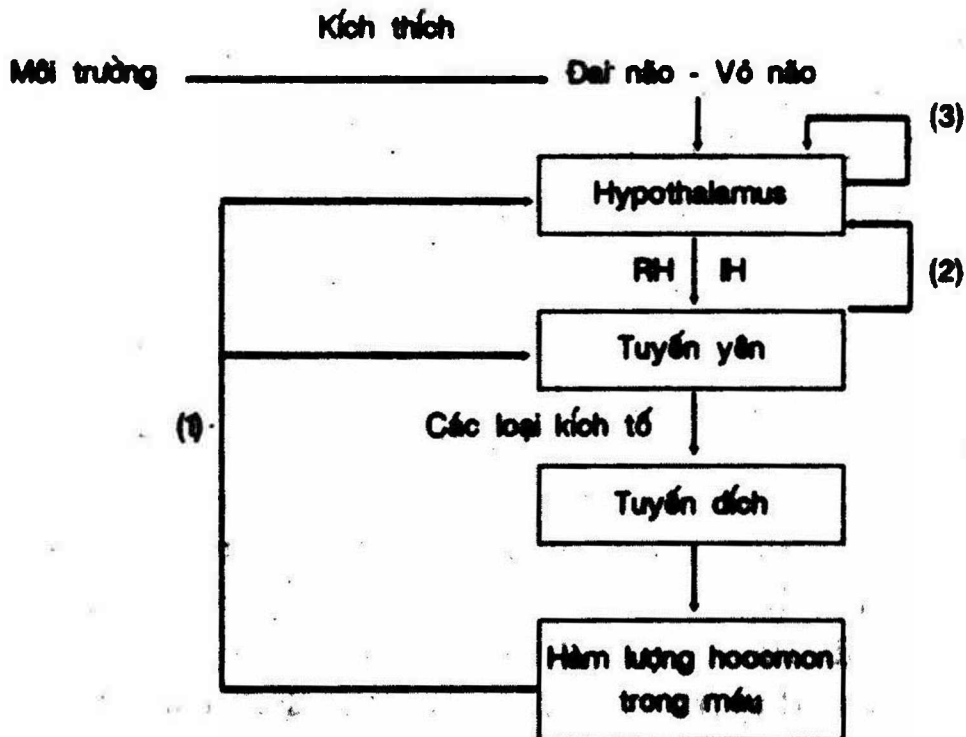 Kích thích
Môi trường Đại não - Vỏ não
(3)
Hypothalamus
RH IH
(2)
Tuyến yên
(1)
Các loại kích tố
Tuyến đích
Hàm lượng hoocmon
trong máu